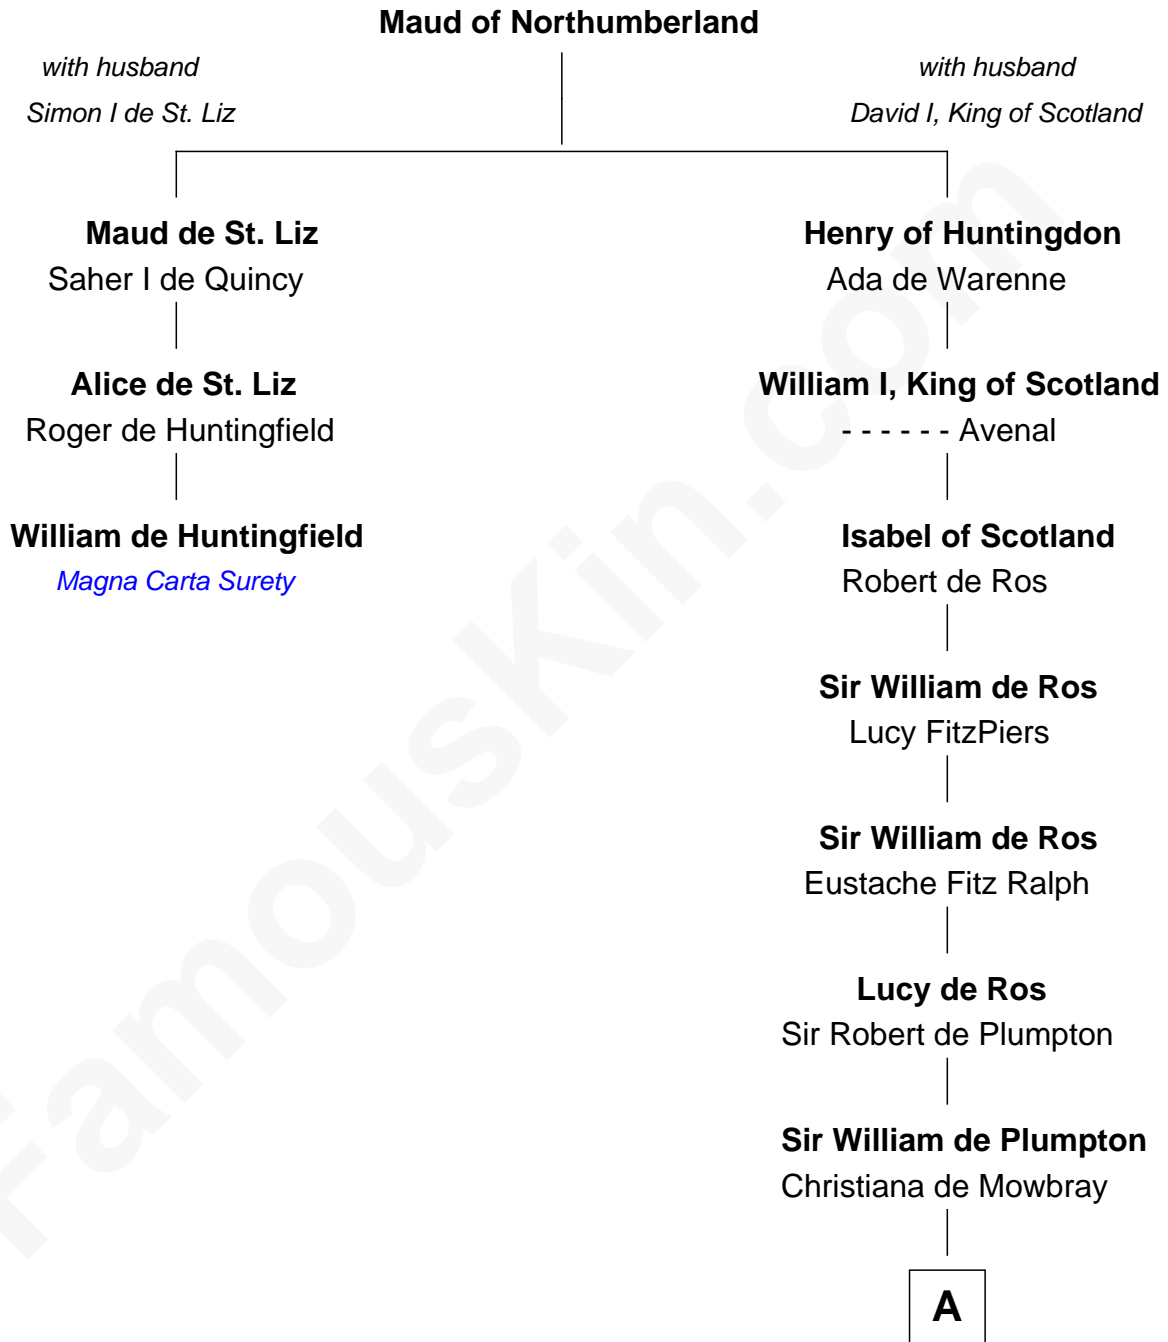 Maud of Northumberland
with husband
Simon I de St. Liz
with husband
David I, King of Scotland
Maud de St. Liz
Saher I de Quincy
Henry of Huntingdon
Ada de Warenne
Alice de St. Liz
Roger de Huntingfield
William I, King of Scotland
- - - - - - Avenal
William de Huntingfield
Magna Carta Surety
Isabel of Scotland
Robert de Ros
Sir William de Ros
Lucy FitzPiers
Sir William de Ros
Eustache Fitz Ralph
Lucy de Ros
Sir Robert de Plumpton
Sir William de Plumpton
Christiana de Mowbray
A
FamousKin.com